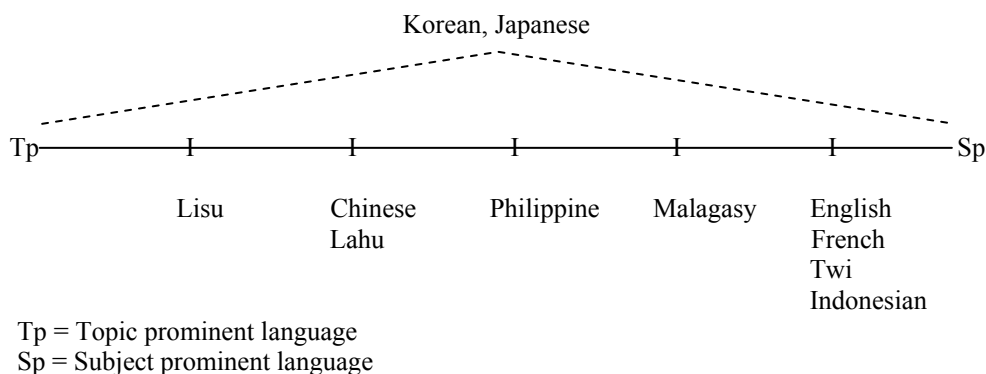 Korean, Japanese
Tp I I I I I Sp
Lisu Chinese Philippine Malagasy English
Lahu French
Twi
Indonesian
Tp = Topic prominent language
Sp = Subject prominent language